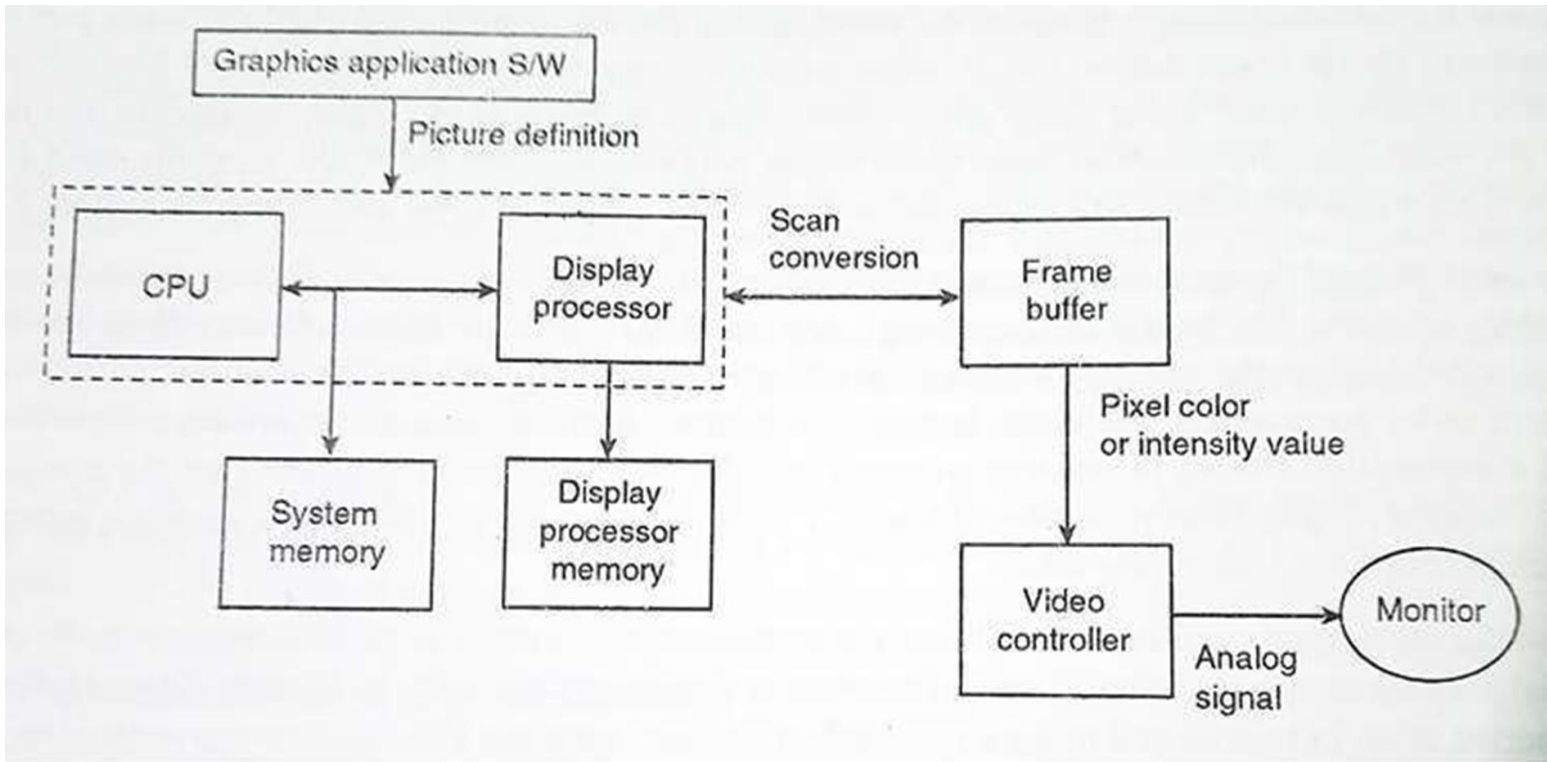 Graphics application S/W
Picture definition
CPU
Display
processor
Scan
conversion
Frame
buffer
System
memory
Display
processor
memory
Pixel color
or intensity value
Video
controller
Analog
signal
Monitor